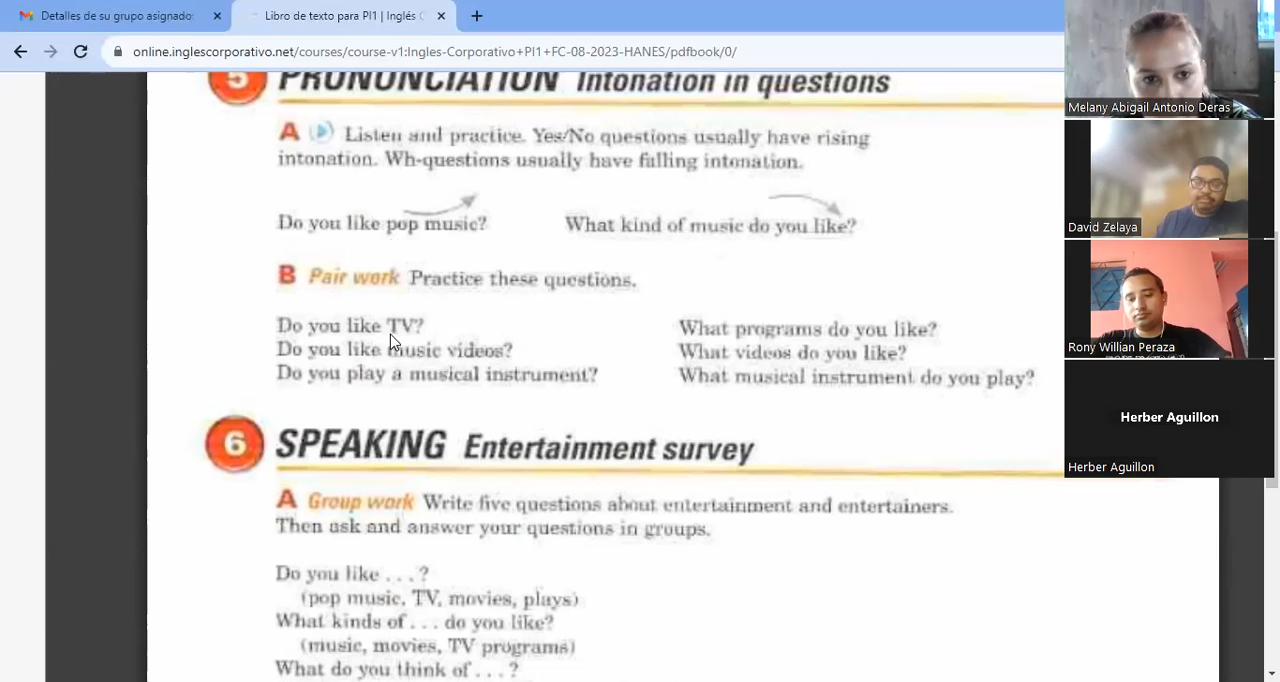 Detalles de su grupo asignado
Libro de texto para PI1 | Inglés C
online.inglescorporativo.net/courses/course-v1:Ingles-Corporativo+PI1+FC-08-2023-HANES/pdfbook/0/
5 PRONUNCIATION Intonation in questions
A Listen and practice. Yes/No questions usually have rising
intonation. Wh-questions usually have falling intonation.
Do you like pop music? What kind of music do you like?
B Pair work Practice these questions.
Do you like TV? What programs do you like?
Do you like music videos? What videos do you like?
Do you play a musical instrument? What musical instrument do you play?
6 SPEAKING Entertainment survey
A Group work Write five questions about entertainment and entertainers.
Then ask and answer your questions in groups.
Do you like . . . ?
(pop music, TV, movies, plays)
What kinds of . . . do you like?
(music, movies, TV programs)
What do you think of . . . ?
Melany Abigail Antonio Deras
David Zelaya
Rony Willian Peraza
Herber Aguillon
Herber Aguillon